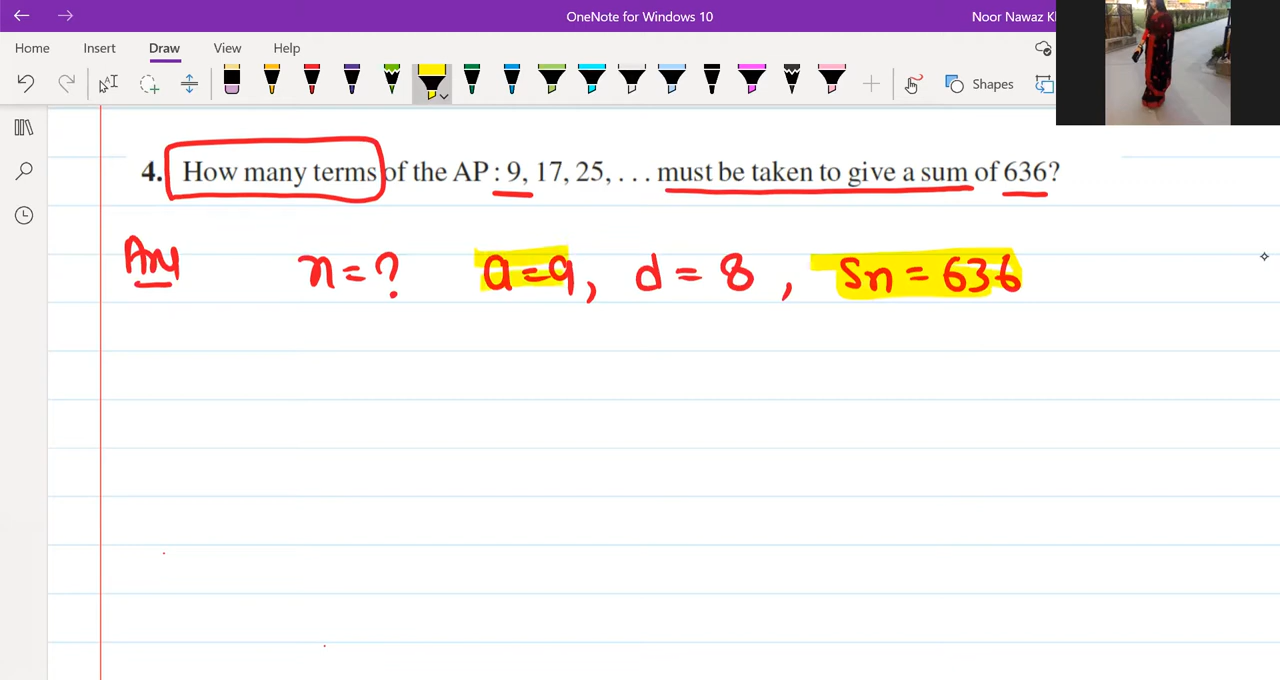 OneNote for Windows 10
Noor Nawaz
Home Insert Draw View Help
Shapes
4. How many terms of the AP : 9, 17, 25, . . . must be taken to give a sum of 636?
Ans n = ? a = 9, d = 8, Sn = 636